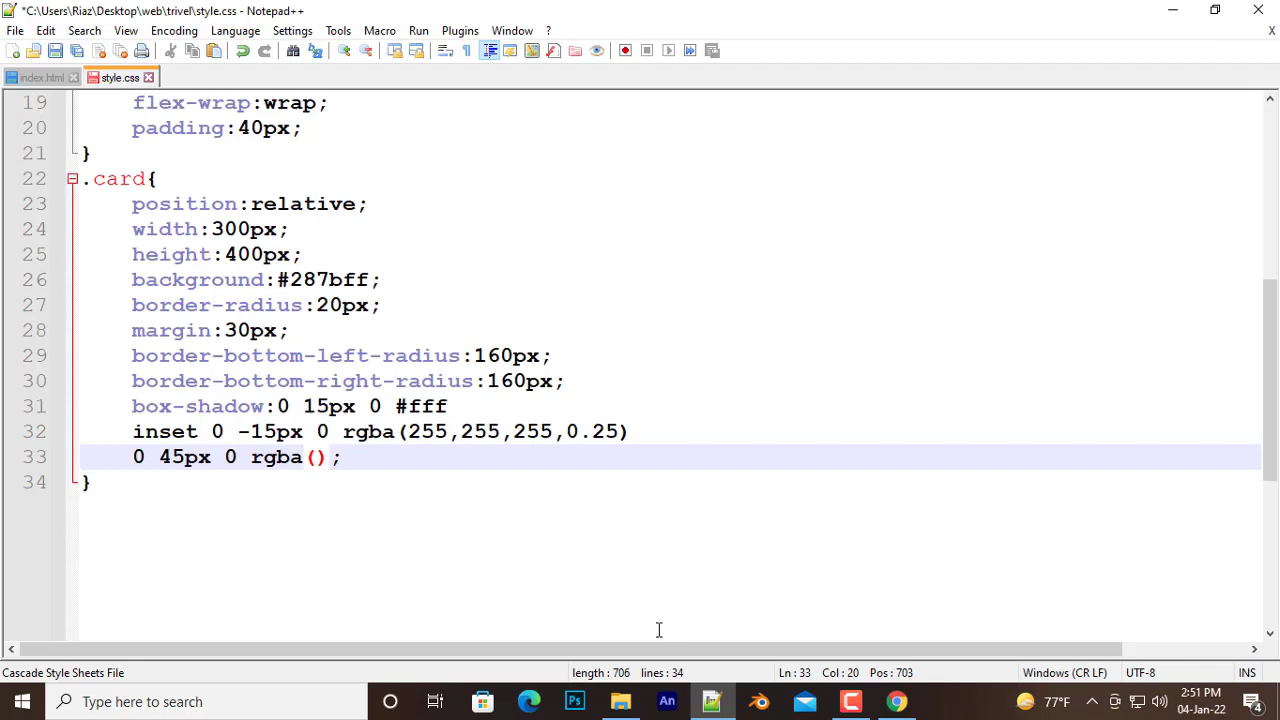 *C:\Users\Riaz\Desktop\web\trivel\style.css - Notepad++
File Edit Search View Encoding Language Settings Tools Macro Run Plugins Window ?
X
index.html style.css
19 flex-wrap:wrap;
20 padding:40px;
21 }
22 .card{
23 position:relative;
24 width:300px;
25 height:400px;
26 background:#287bff;
27 border-radius:20px;
28 margin:30px;
29 border-bottom-left-radius:160px;
30 border-bottom-right-radius:160px;
31 box-shadow:0 15px 0 #fff
32 inset 0 -15px 0 rgba(255,255,255,0.25)
33 0 45px 0 rgba();
34 }
Cascade Style Sheets File length : 706 lines : 34 Ln : 33 Col : 20 Pos : 703 Windows (CR LF) UTF-8 INS
Type here to search Ps An 77°F 2:51 PM
04-Jan-22 4